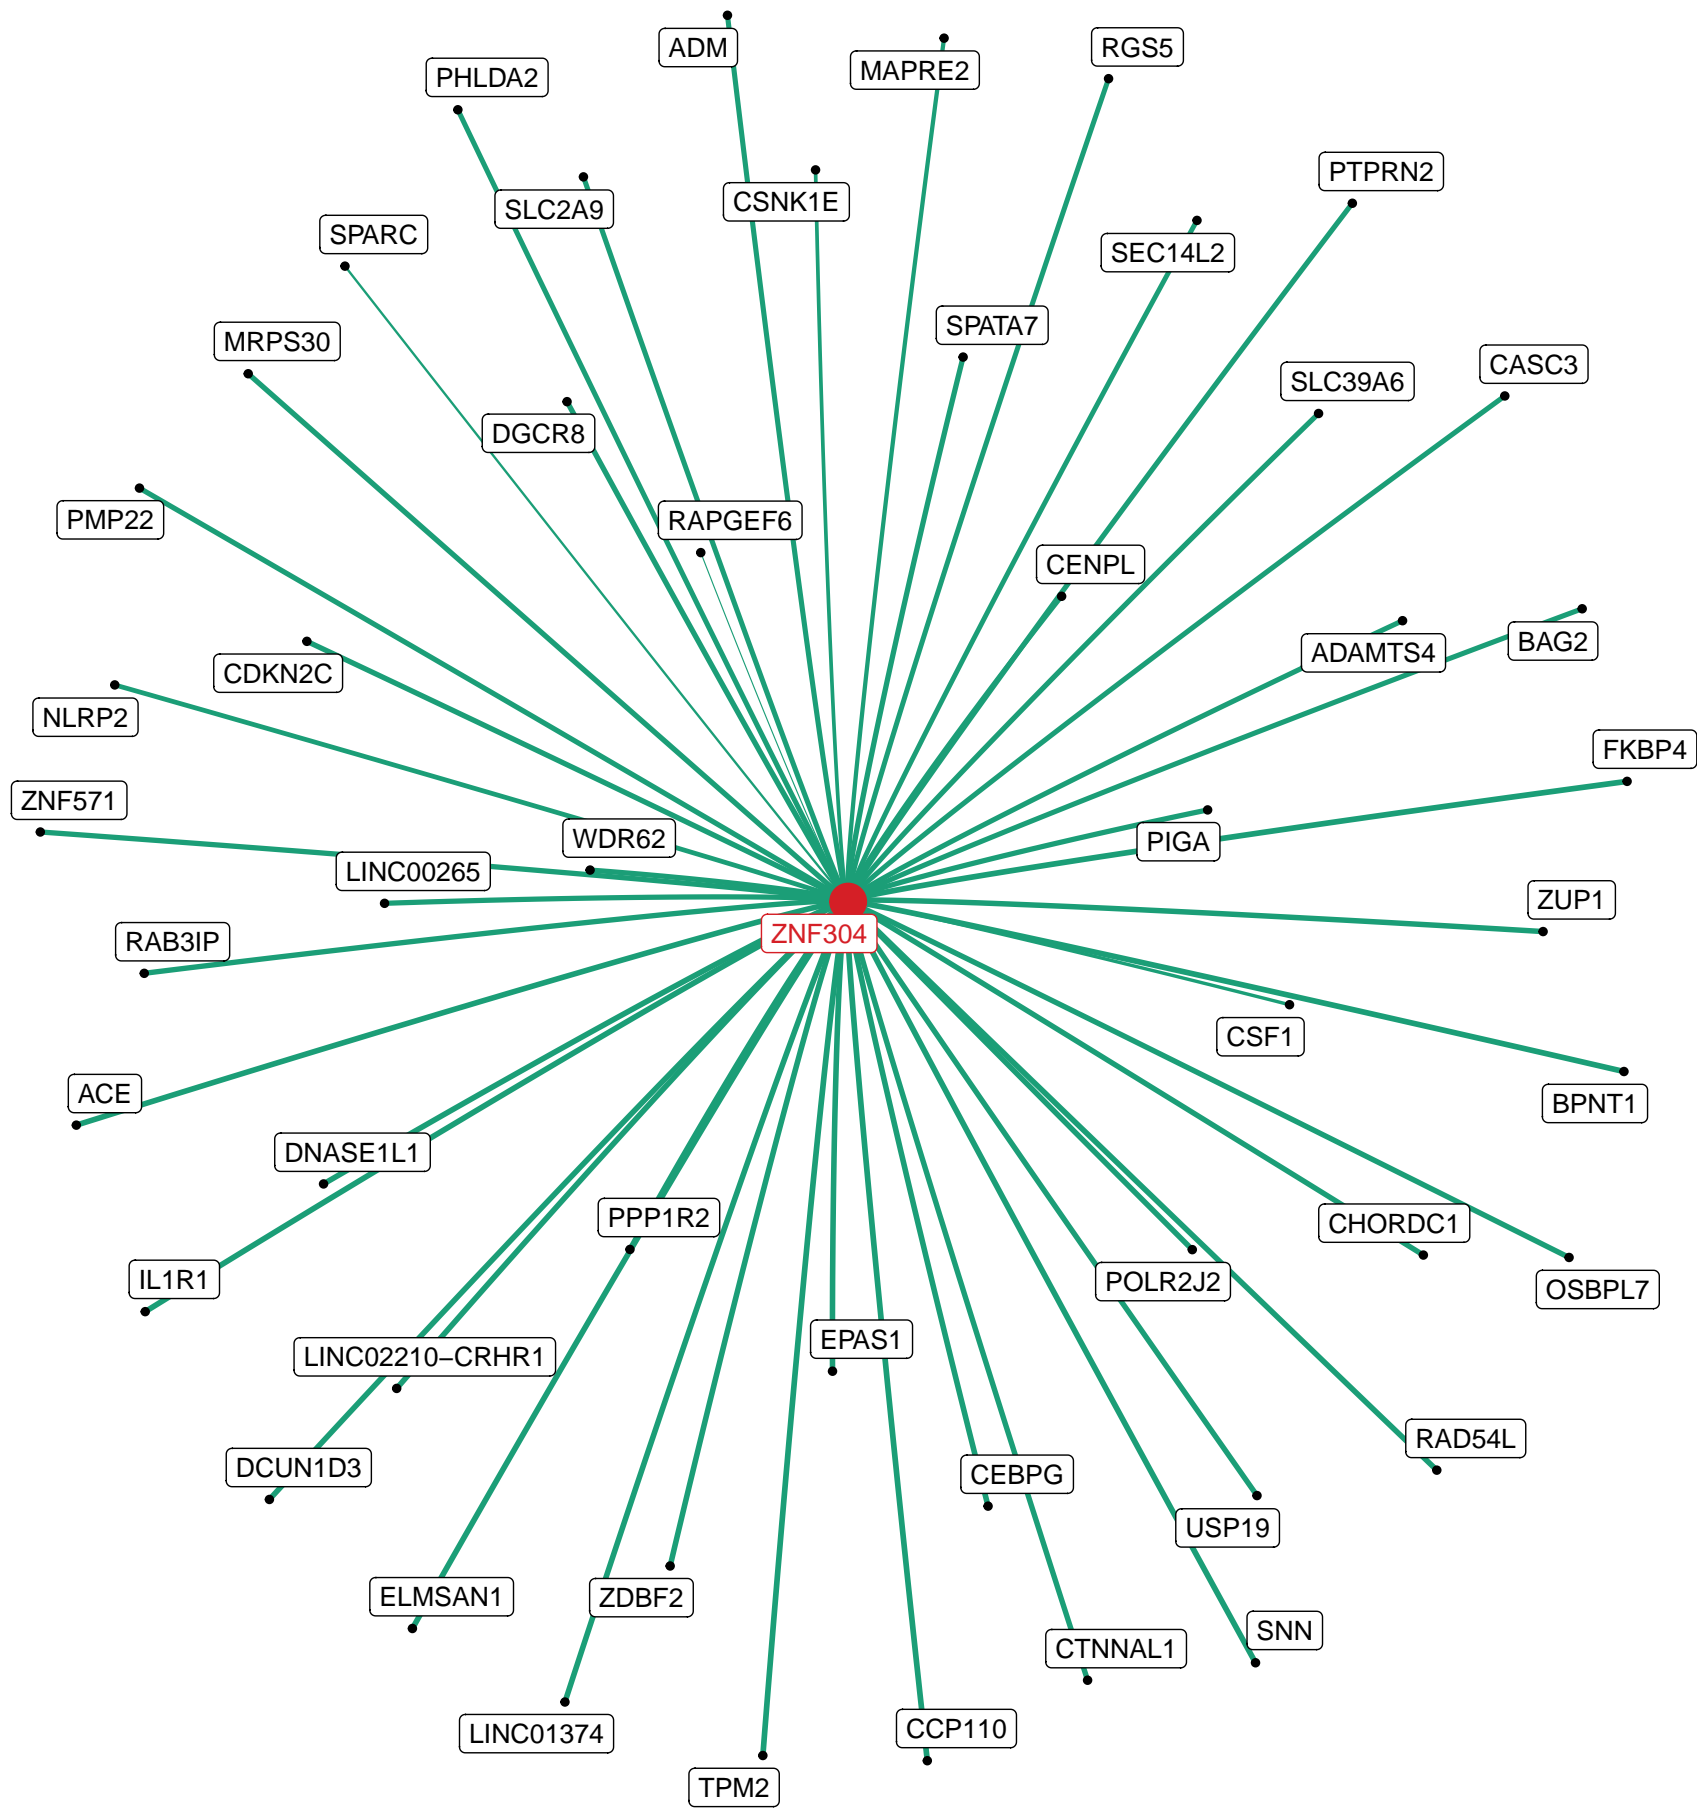 ADM
RGS5
MAPRE2
PHLDA2
PTPRN2
CSNK1E
SLC2A9
SPARC
SEC14L2
SPATA7
MRPS30
CASC3
SLC39A6
DGCR8
PMP22
RAPGEF6
CENPL
BAG2
ADAMTS4
CDKN2C
NLRP2
FKBP4
ZNF571
WDR62
PIGA
LINC00265
ZUP1
ZNF304
RAB3IP
CSF1
ACE
BPNT1
DNASE1L1
PPP1R2
CHORDC1
IL1R1
POLR2J2
OSBPL7
EPAS1
LINC02210−CRHR1
RAD54L
DCUN1D3
CEBPG
USP19
ELMSAN1
ZDBF2
SNN
CTNNAL1
CCP110
LINC01374
TPM2